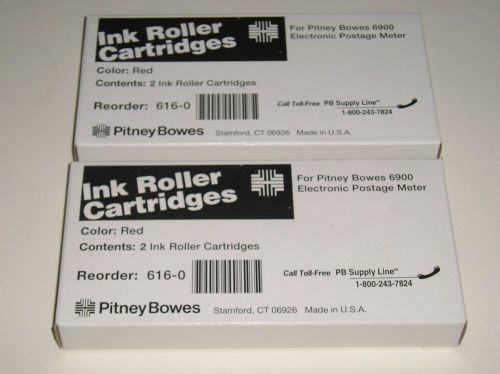 Ink Roller
Cartridges
For Pitney Bowes 6900
Electronic Postage Meter
Color: Red
Contents: 2 Ink Roller Cartridges
Reorder: 616-0
Call Toll-Free PB Supply Line™
1-800-243-7824
Pitney Bowes
Stamford, CT 06926 Made in U.S.A.
Ink Roller
Cartridges
For Pitney Bowes 6900
Electronic Postage Meter
Color: Red
Contents: 2 Ink Roller Cartridges
Reorder: 616-0
Call Toll-Free PB Supply Line™
1-800-243-7824
Pitney Bowes
Stamford, CT 06926 Made in U.S.A.